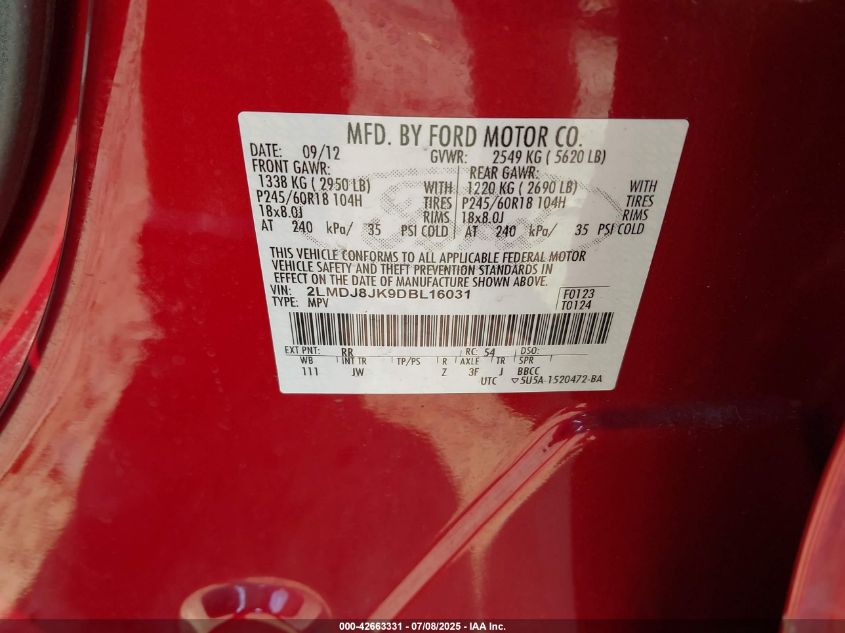 MFD. BY FORD MOTOR CO.
DATE: 09/12 GVWR: 2549 KG ( 5620 LB)
FRONT GAWR: REAR GAWR:
1338 KG ( 2950 LB) WITH 1220 KG ( 2690 LB) WITH
P245/60R18 104H TIRES P245/60R18 104H TIRES
18x8.0J RIMS 18x8.0J RIMS
AT 240 kPa/ 35 PSI COLD AT 240 kPa/ 35 PSI COLD
THIS VEHICLE CONFORMS TO ALL APPLICABLE FEDERAL MOTOR
VEHICLE SAFETY AND THEFT PREVENTION STANDARDS IN
EFFECT ON THE DATE OF MANUFACTURE SHOWN ABOVE.
VIN: 2LMDJ8JK9DBL16031 F0123
TYPE: MPV T0124
EXT PNT: RR RC: 54 DSO:
WB INT TR TP/PS R AXLE TR SPR
111 JW Z 3F J BBCC
UTC ▽5U5A-1520472-BA
000-42663331 - 07/08/2025 - IAA Inc.